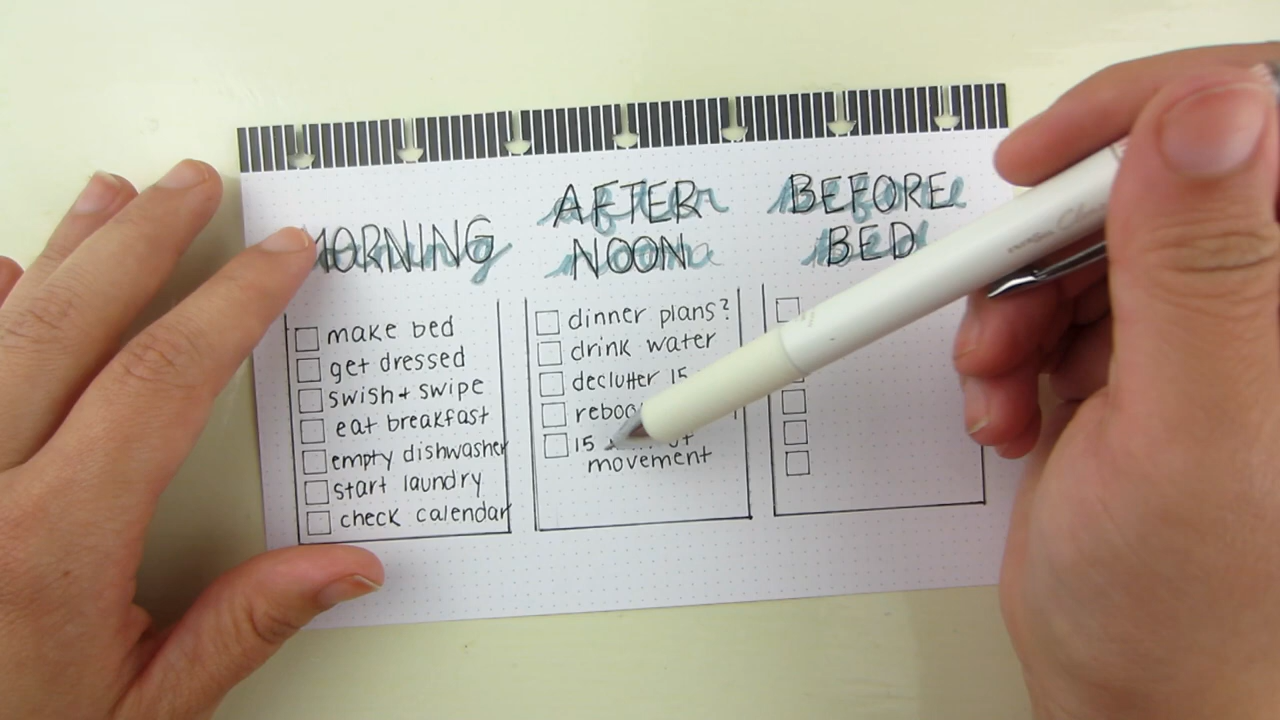 MORNING
make bed
get dressed
swish + swipe
eat breakfast
empty dishwasher
start laundry
check calendar
AFTER
NOON
dinner plans?
drink water
declutter 15
15
movement
BEFORE
BED